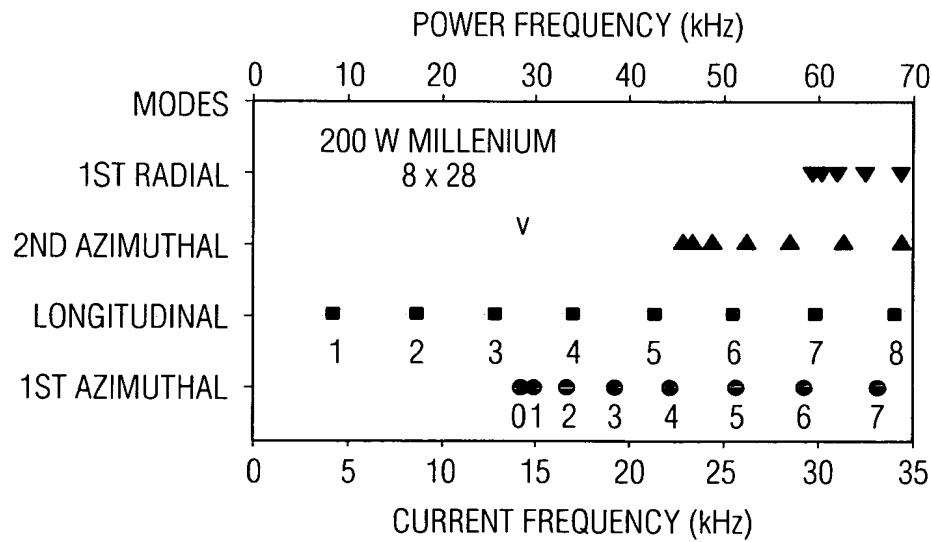 POWER FREQUENCY (kHz)
0 10 20 30 40 50 60 70
MODES
200 W MILLENIUM
8 x 28
1ST RADIAL
v
2ND AZIMUTHAL
LONGITUDINAL
1 2 3 4 5 6 7 8
1ST AZIMUTHAL
0 1 2 3 4 5 6 7
0 5 10 15 20 25 30 35
CURRENT FREQUENCY (kHz)